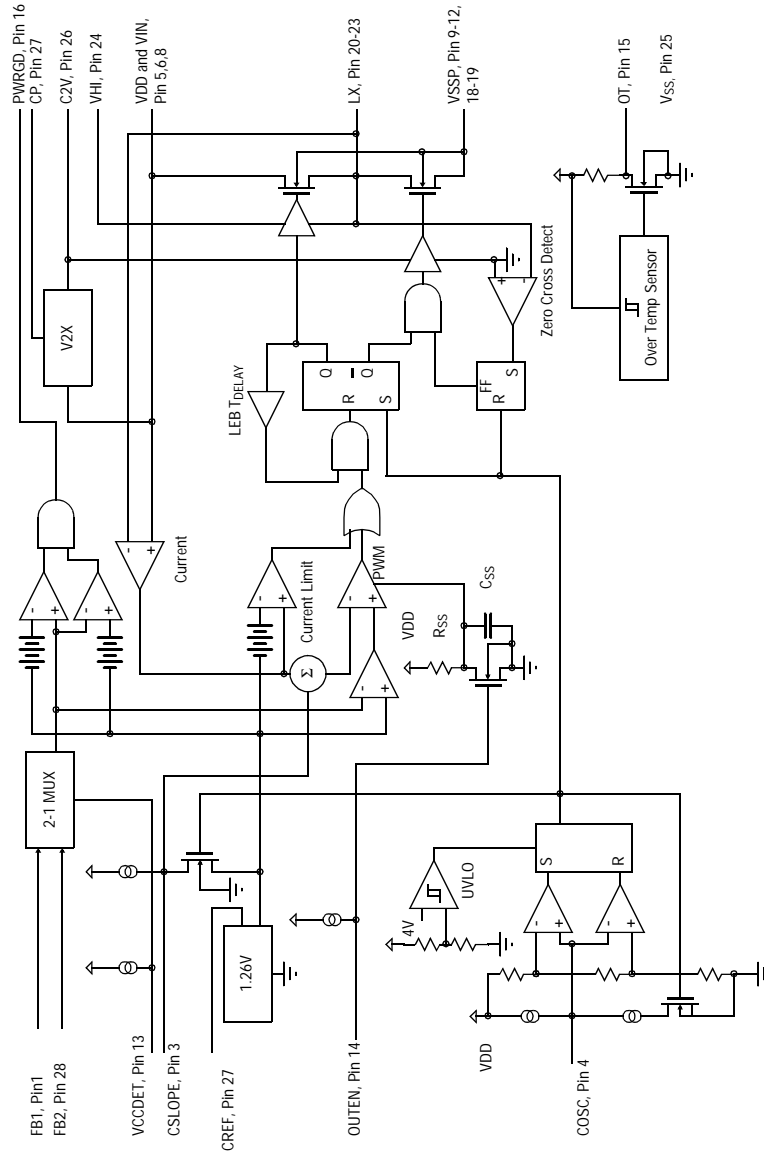 PWRGD, Pin 16
CP, Pin 27
C2V, Pin 26
VHI, Pin 24
VDD and VIN,
Pin 5,6,8
LX, Pin 20-23
VSSP, Pin 9-12,
18-19
OT, Pin 15
VSS, Pin 25
V2X
Zero Cross Detect
Over Temp Sensor
LEB TDELAY
R
Q
S
Q
FF
R
S
+
-
-
+
Current
-
+
-
+
-
+
Current Limit
-
+
PWM
Σ
-
+
VDD
RSS
CSS
2-1 MUX
1.26V
4V
UVLO
S
R
-
+
-
+
VDD
FB1, Pin1
FB2, Pin 28
VCCDET, Pin 13
CSLOPE, Pin 3
CREF, Pin 27
OUTEN, Pin 14
COSC, Pin 4